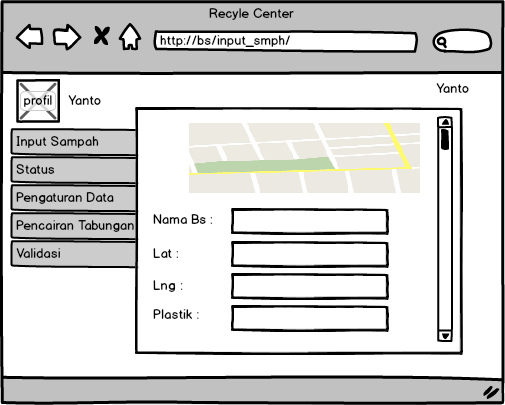 Recyle Center
http://bs/input_smph/
Yanto
profil
Yanto
Input Sampah
Status
Pengaturan Data
Pencairan Tabungan
Validasi
Nama Bs :
Lat :
Lng :
Plastik :